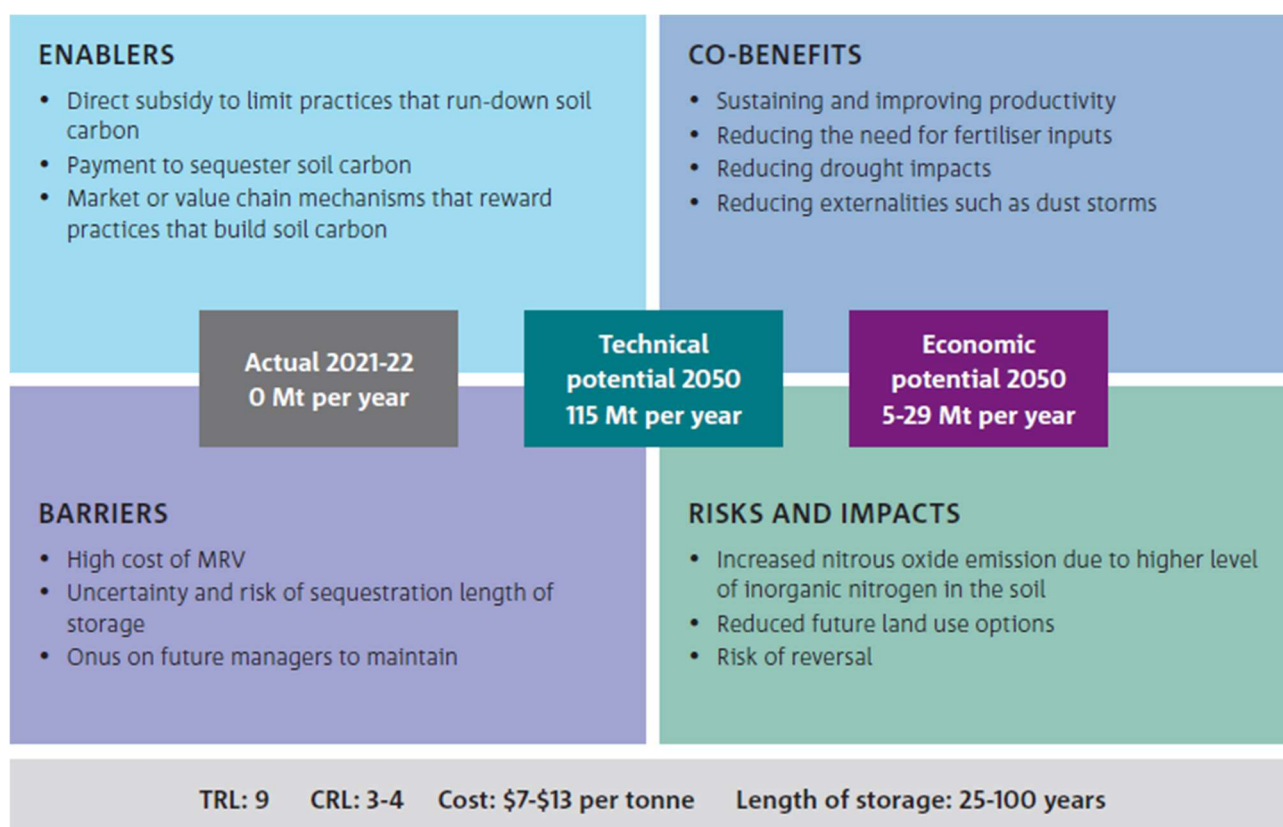 ENABLERS
• Direct subsidy to limit practices that run-down soil
carbon
• Payment to sequester soil carbon
• Market or value chain mechanisms that reward
practices that build soil carbon
CO-BENEFITS
• Sustaining and improving productivity
• Reducing the need for fertiliser inputs
• Reducing drought impacts
• Reducing externalities such as dust storms
Actual 2021-22
0 Mt per year
Technical
potential 2050
115 Mt per year
Economic
potential 2050
5-29 Mt per year
BARRIERS
• High cost of MRV
• Uncertainty and risk of sequestration length of
storage
• Onus on future managers to maintain
RISKS AND IMPACTS
• Increased nitrous oxide emission due to higher level
of inorganic nitrogen in the soil
• Reduced future land use options
• Risk of reversal
TRL: 9 CRL: 3-4 Cost: $7-$13 per tonne Length of storage: 25-100 years